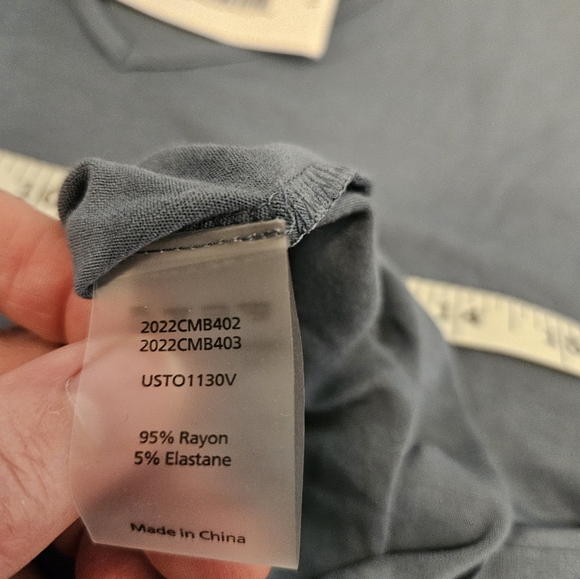 2022CMB402
2022CMB403
USTO1130V
95% Rayon
5% Elastane
Made in China